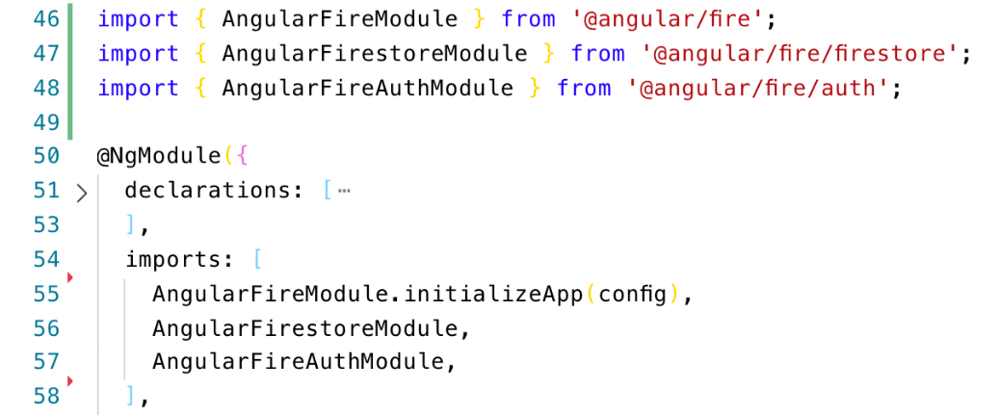 46 import { AngularFireModule } from '@angular/fire';
47 import { AngularFirestoreModule } from '@angular/fire/firestore';
48 import { AngularFireAuthModule } from '@angular/fire/auth';
49
50 @NgModule({
51 > declarations: [⋯
53 ],
54 imports: [
55 AngularFireModule.initializeApp(config),
56 AngularFirestoreModule,
57 AngularFireAuthModule,
58 ],